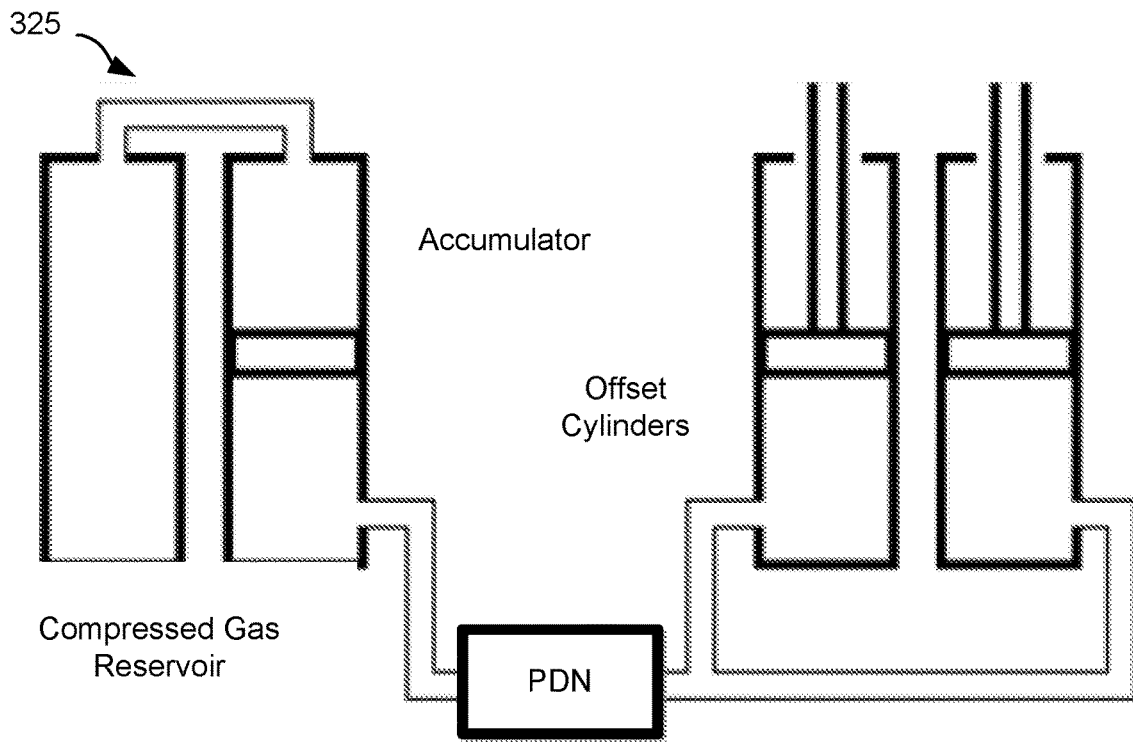 325
Accumulator
Offset
Cylinders
Compressed Gas
Reservoir
PDN